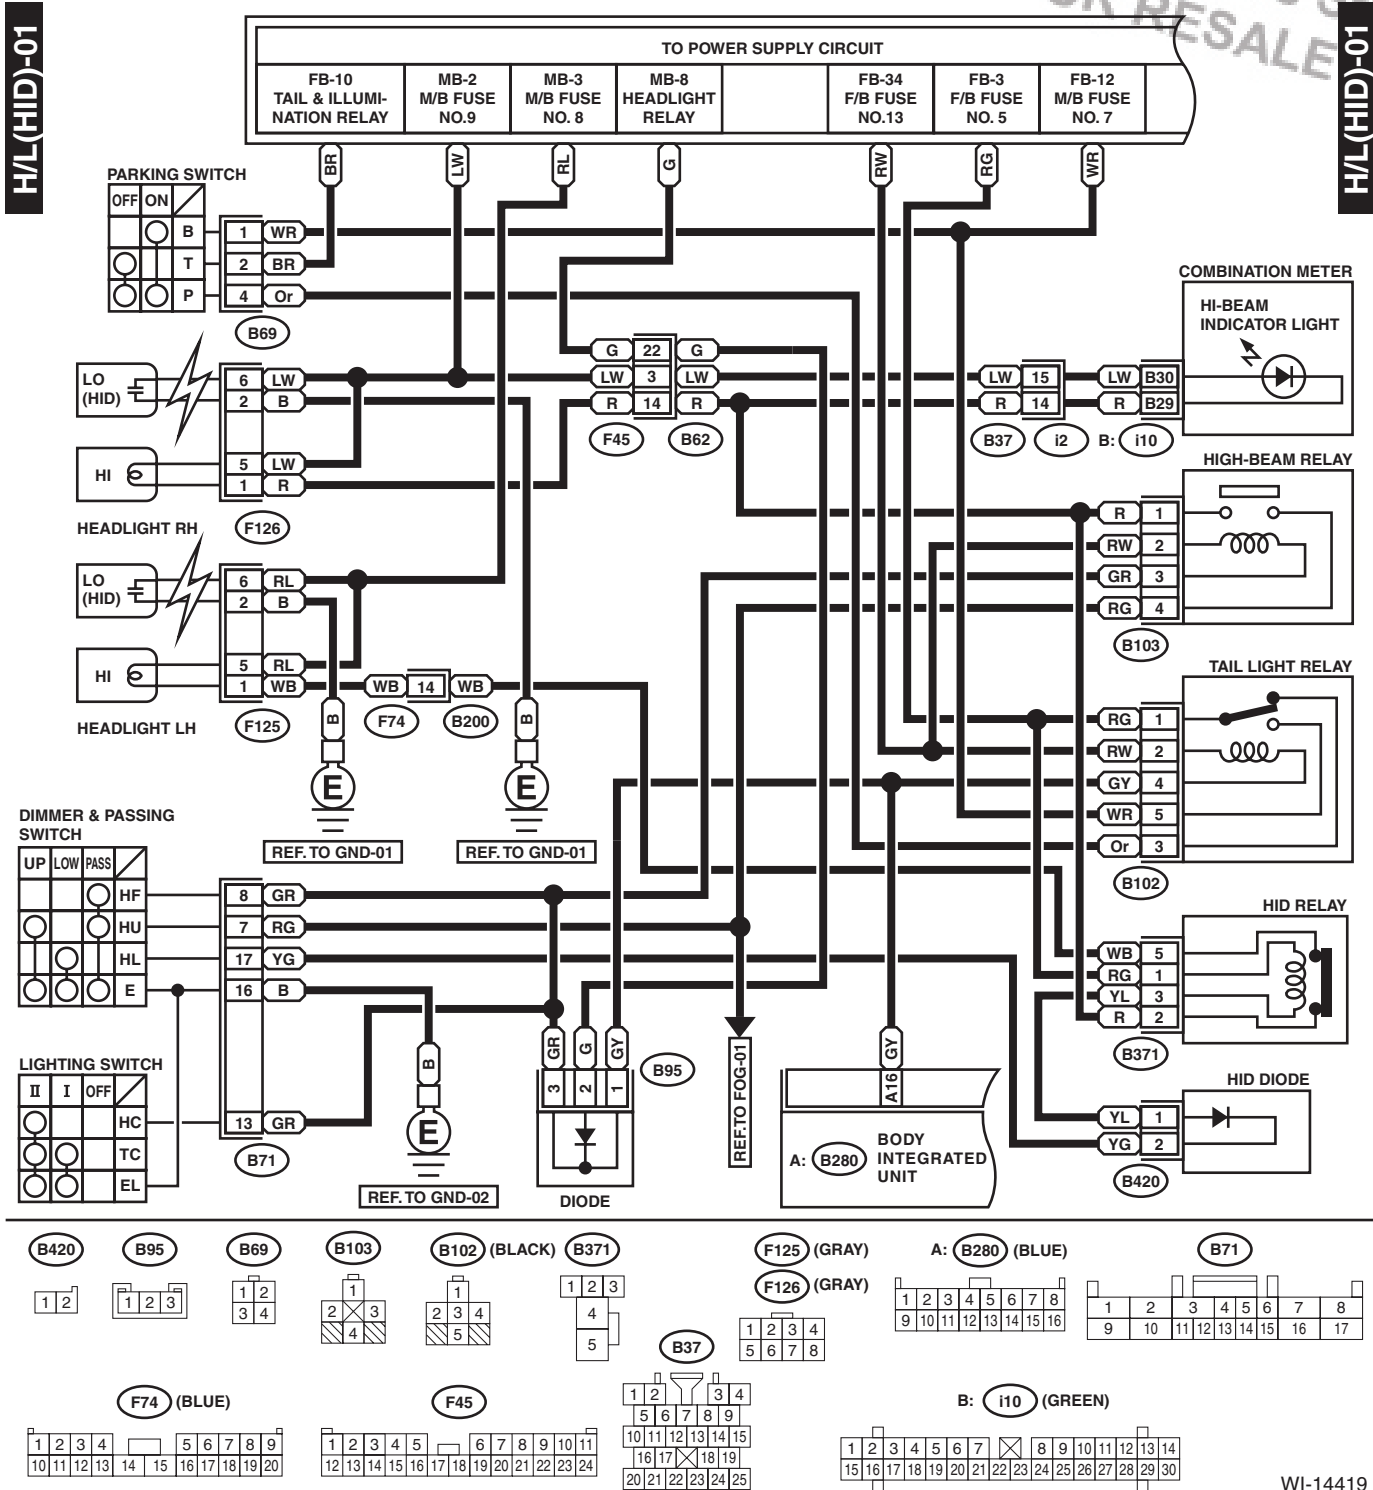 H/L(HID)-01
OR RESALE
H/L(HID)-01
TO POWER SUPPLY CIRCUIT
FB-10 TAIL & ILLUMI-NATION RELAY
MB-2 M/B FUSE NO.9
MB-3 M/B FUSE NO. 8
MB-8 HEADLIGHT RELAY
FB-34 F/B FUSE NO.13
FB-3 F/B FUSE NO. 5
FB-12 M/B FUSE NO. 7
BR LW RL G RW RG WR
PARKING SWITCH
OFF ON
B 1 WR
T 2 BR
P 4 Or
B69
COMBINATION METER
HI-BEAM
INDICATOR LIGHT
G 22 G
LW 3 LW
R 14 R
F45 B62
LW 15 LW B30
R 14 R B29
B37 i2 B: i10
LO
(HID)
6 LW
2 B
HI
5 LW
1 R
HEADLIGHT RH
F126
HIGH-BEAM RELAY
R 1
RW 2
GR 3
RG 4
B103
LO
(HID)
6 RL
2 B
HI
5 RL
1 WB
WB 14 WB
HEADLIGHT LH
F125
F74 B200
B B
E E
REF. TO GND-01
REF. TO GND-01
TAIL LIGHT RELAY
RG 1
RW 2
GY 4
WR 5
Or 3
B102
DIMMER & PASSING
SWITCH
UP LOW PASS
HF 8 GR
HU 7 RG
HL 17 YG
E 16 B
HID RELAY
WB 5
RG 1
YL 3
R 2
B371
LIGHTING SWITCH
II I OFF
HC 13 GR
TC
EL
B71
B
E
REF. TO GND-02
GR G GY
3 2 1
B95
DIODE
REF.TO FOG-01
GY
A16
A: B280
BODY
INTEGRATED
UNIT
HID DIODE
YL 1
YG 2
B420
B420
1 2
B95
1 2 3
B69
1 2
3 4
B103
1
2 3
4
B102 (BLACK)
1
2 3 4
5
B371
1 2 3
4
5
F125 (GRAY)
F126 (GRAY)
1 2 3 4
5 6 7 8
A: B280 (BLUE)
1 2 3 4 5 6 7 8
9 10 11 12 13 14 15 16
B71
1 2 3 4 5 6 7 8
9 10 11 12 13 14 15 16 17
F74 (BLUE)
1 2 3 4 5 6 7 8 9
10 11 12 13 14 15 16 17 18 19 20
F45
1 2 3 4 5 6 7 8 9 10 11
12 13 14 15 16 17 18 19 20 21 22 23 24
B37
1 2 3 4
5 6 7 8 9
10 11 12 13 14 15
16 17 18 19
20 21 22 23 24 25
B: i10 (GREEN)
1 2 3 4 5 6 7 8 9 10 11 12 13 14
15 16 17 18 19 20 21 22 23 24 25 26 27 28 29 30
WI-14419